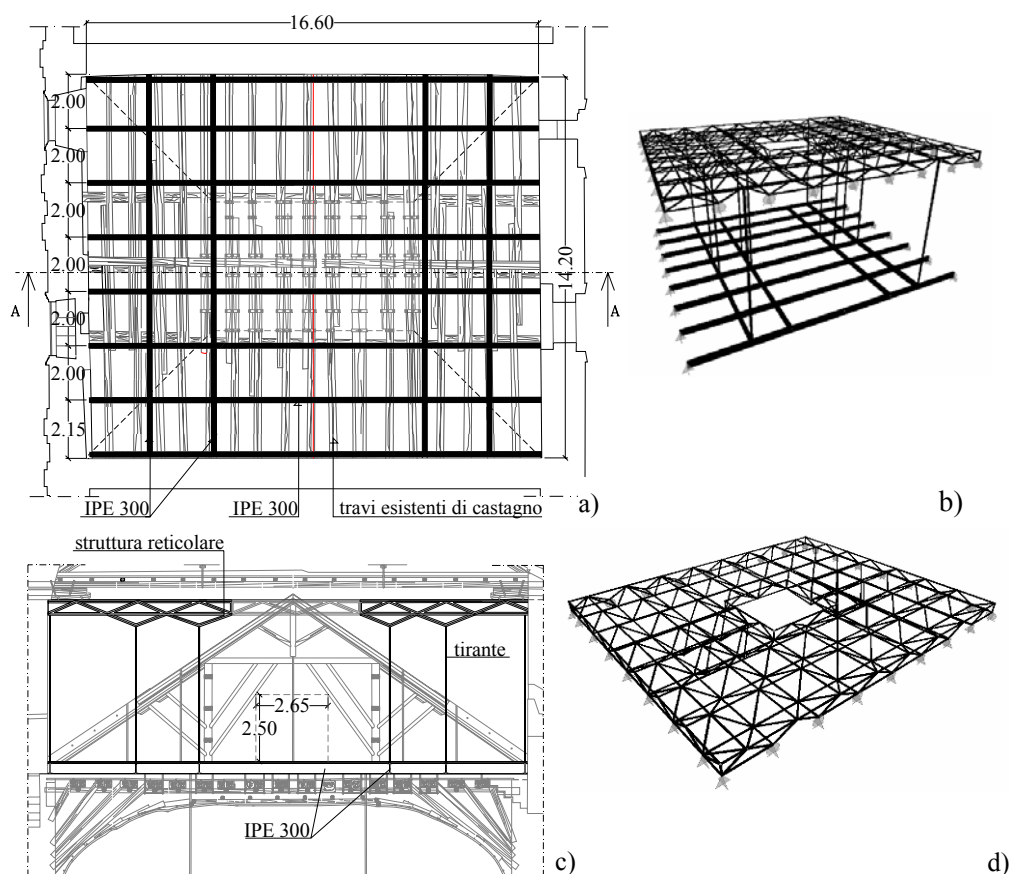 16.60
2.00
2.00
2.00
2.00
2.00
2.00
2.15
14.20
A
A
IPE 300
IPE 300
travi esistenti di castagno
a)
b)
struttura reticolare
tirante
2.65
2.50
IPE 300
c)
d)